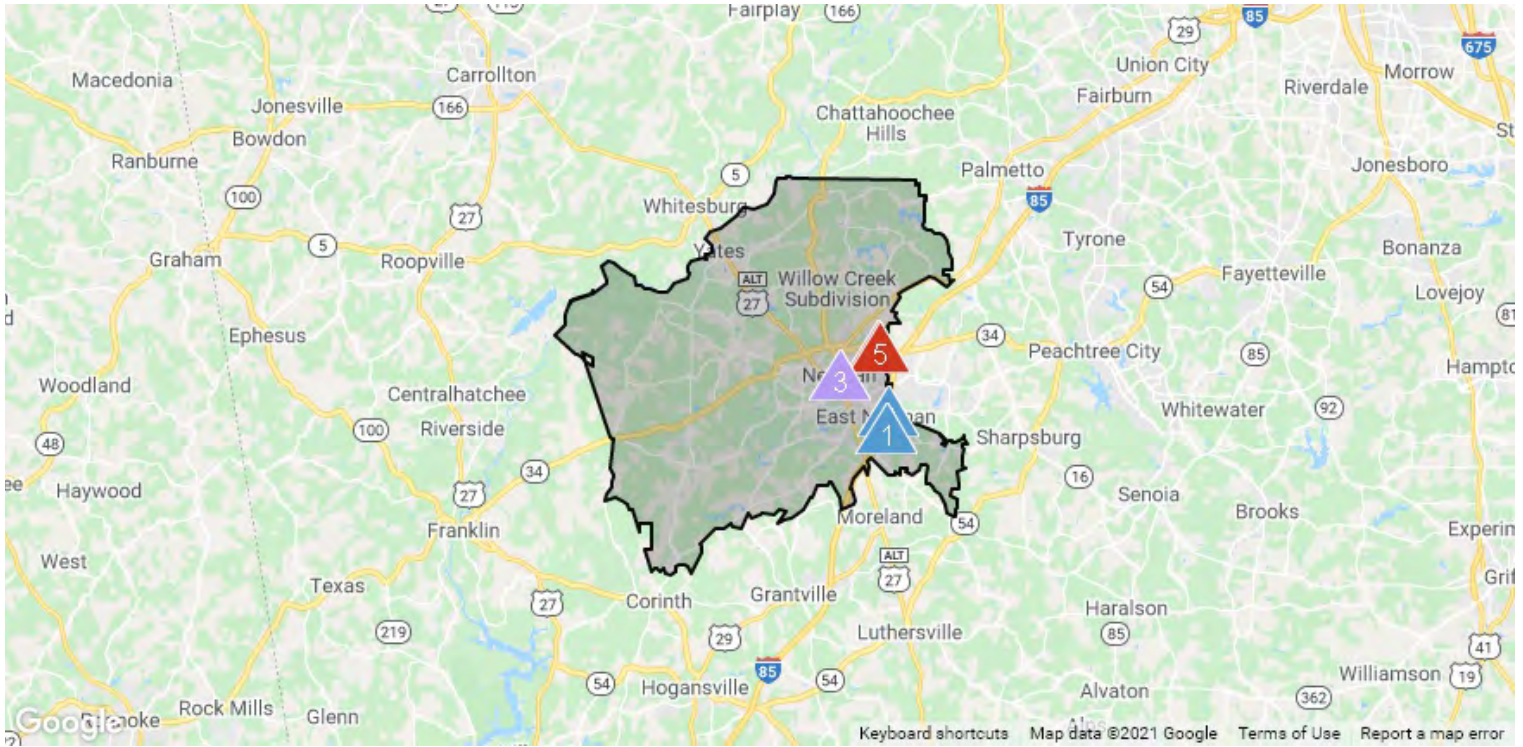 Fairplay
166
85
29
675
Macedonia
Carrollton
Union City
Morrow
Jonesville
166
Fairburn
Riverdale
Chattahoochee
Hills
Bowdon
Ranburne
Jonesboro
Palmetto
5
100
Whitesburg
85
27
Tyrone
Bonanza
5
Yates
Graham
Roopville
ALT
27
Willow Creek
Subdivision
Fayetteville
54
Lovejoy
81
Ephesus
34
5
Peachtree City
85
Woodland
3
Centralhatchee
Whitewater
92
East
1
100
Riverside
Sharpsburg
48
34
16
Haywood
27
Senoia
Brooks
Franklin
Moreland
54
West
ALT
27
Texas
Grantville
27
Corinth
Haralson
219
29
Luthersville
85
41
85
Williamson
19
54
Hogansville
54
Alvaton
362
Rock Mills
Glenn
Google
Keyboard shortcuts
Map data ©2021 Google
Terms of Use
Report a map error